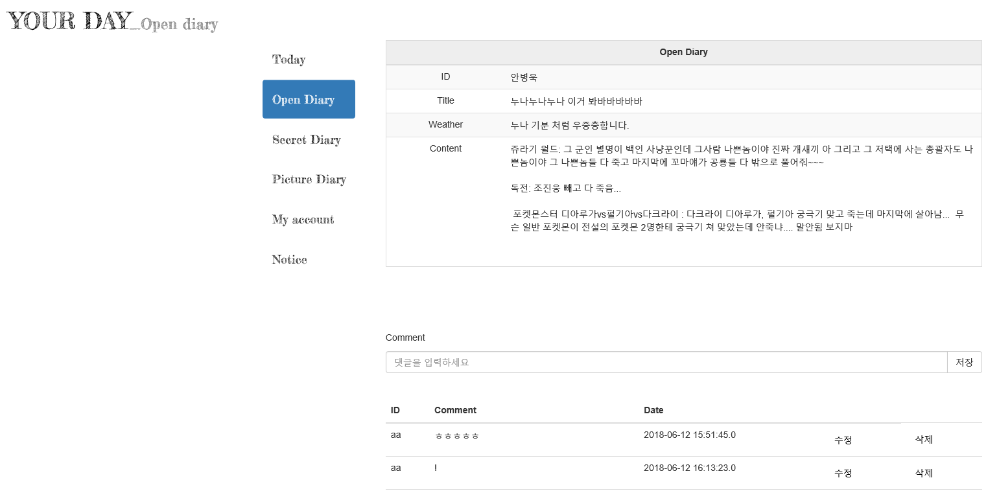 YOUR DAY_Open diary
Today
Open Diary
Secret Diary
Picture Diary
My account
Notice
Open Diary
ID 안병욱
Title 누나누나누나 이거 봐바바바바바
Weather 누나 기분 처럼 우중충합니다.
Content 쥬라기 월드: 그 군인 별명이 백인 사냥꾼인데 그사람 나쁜놈이야 진짜 개새끼 아 그리고 그 저택에 사는 총괄자도 나
쁜놈이야 그 나쁜놈들 다 죽고 마지막에 꼬마얘가 공룡들 다 밖으로 풀어줘~~~
독전: 조진웅 빼고 다 죽음...
포켓몬스터 디아루가vs펄기아vs다크라이 : 다크라이 디아루가, 펄기아 궁극기 맞고 죽는데 마지막에 살아남... 무
슨 일반 포켓몬이 전설의 포켓몬 2명한테 궁극기 쳐 맞았는데 안죽냐.... 말안됨 보지마
Comment
댓글을 입력하세요 저장
ID Comment Date
aa ㅎㅎㅎㅎㅎ 2018-06-12 15:51:45.0 수정 삭제
aa ! 2018-06-12 16:13:23.0 수정 삭제